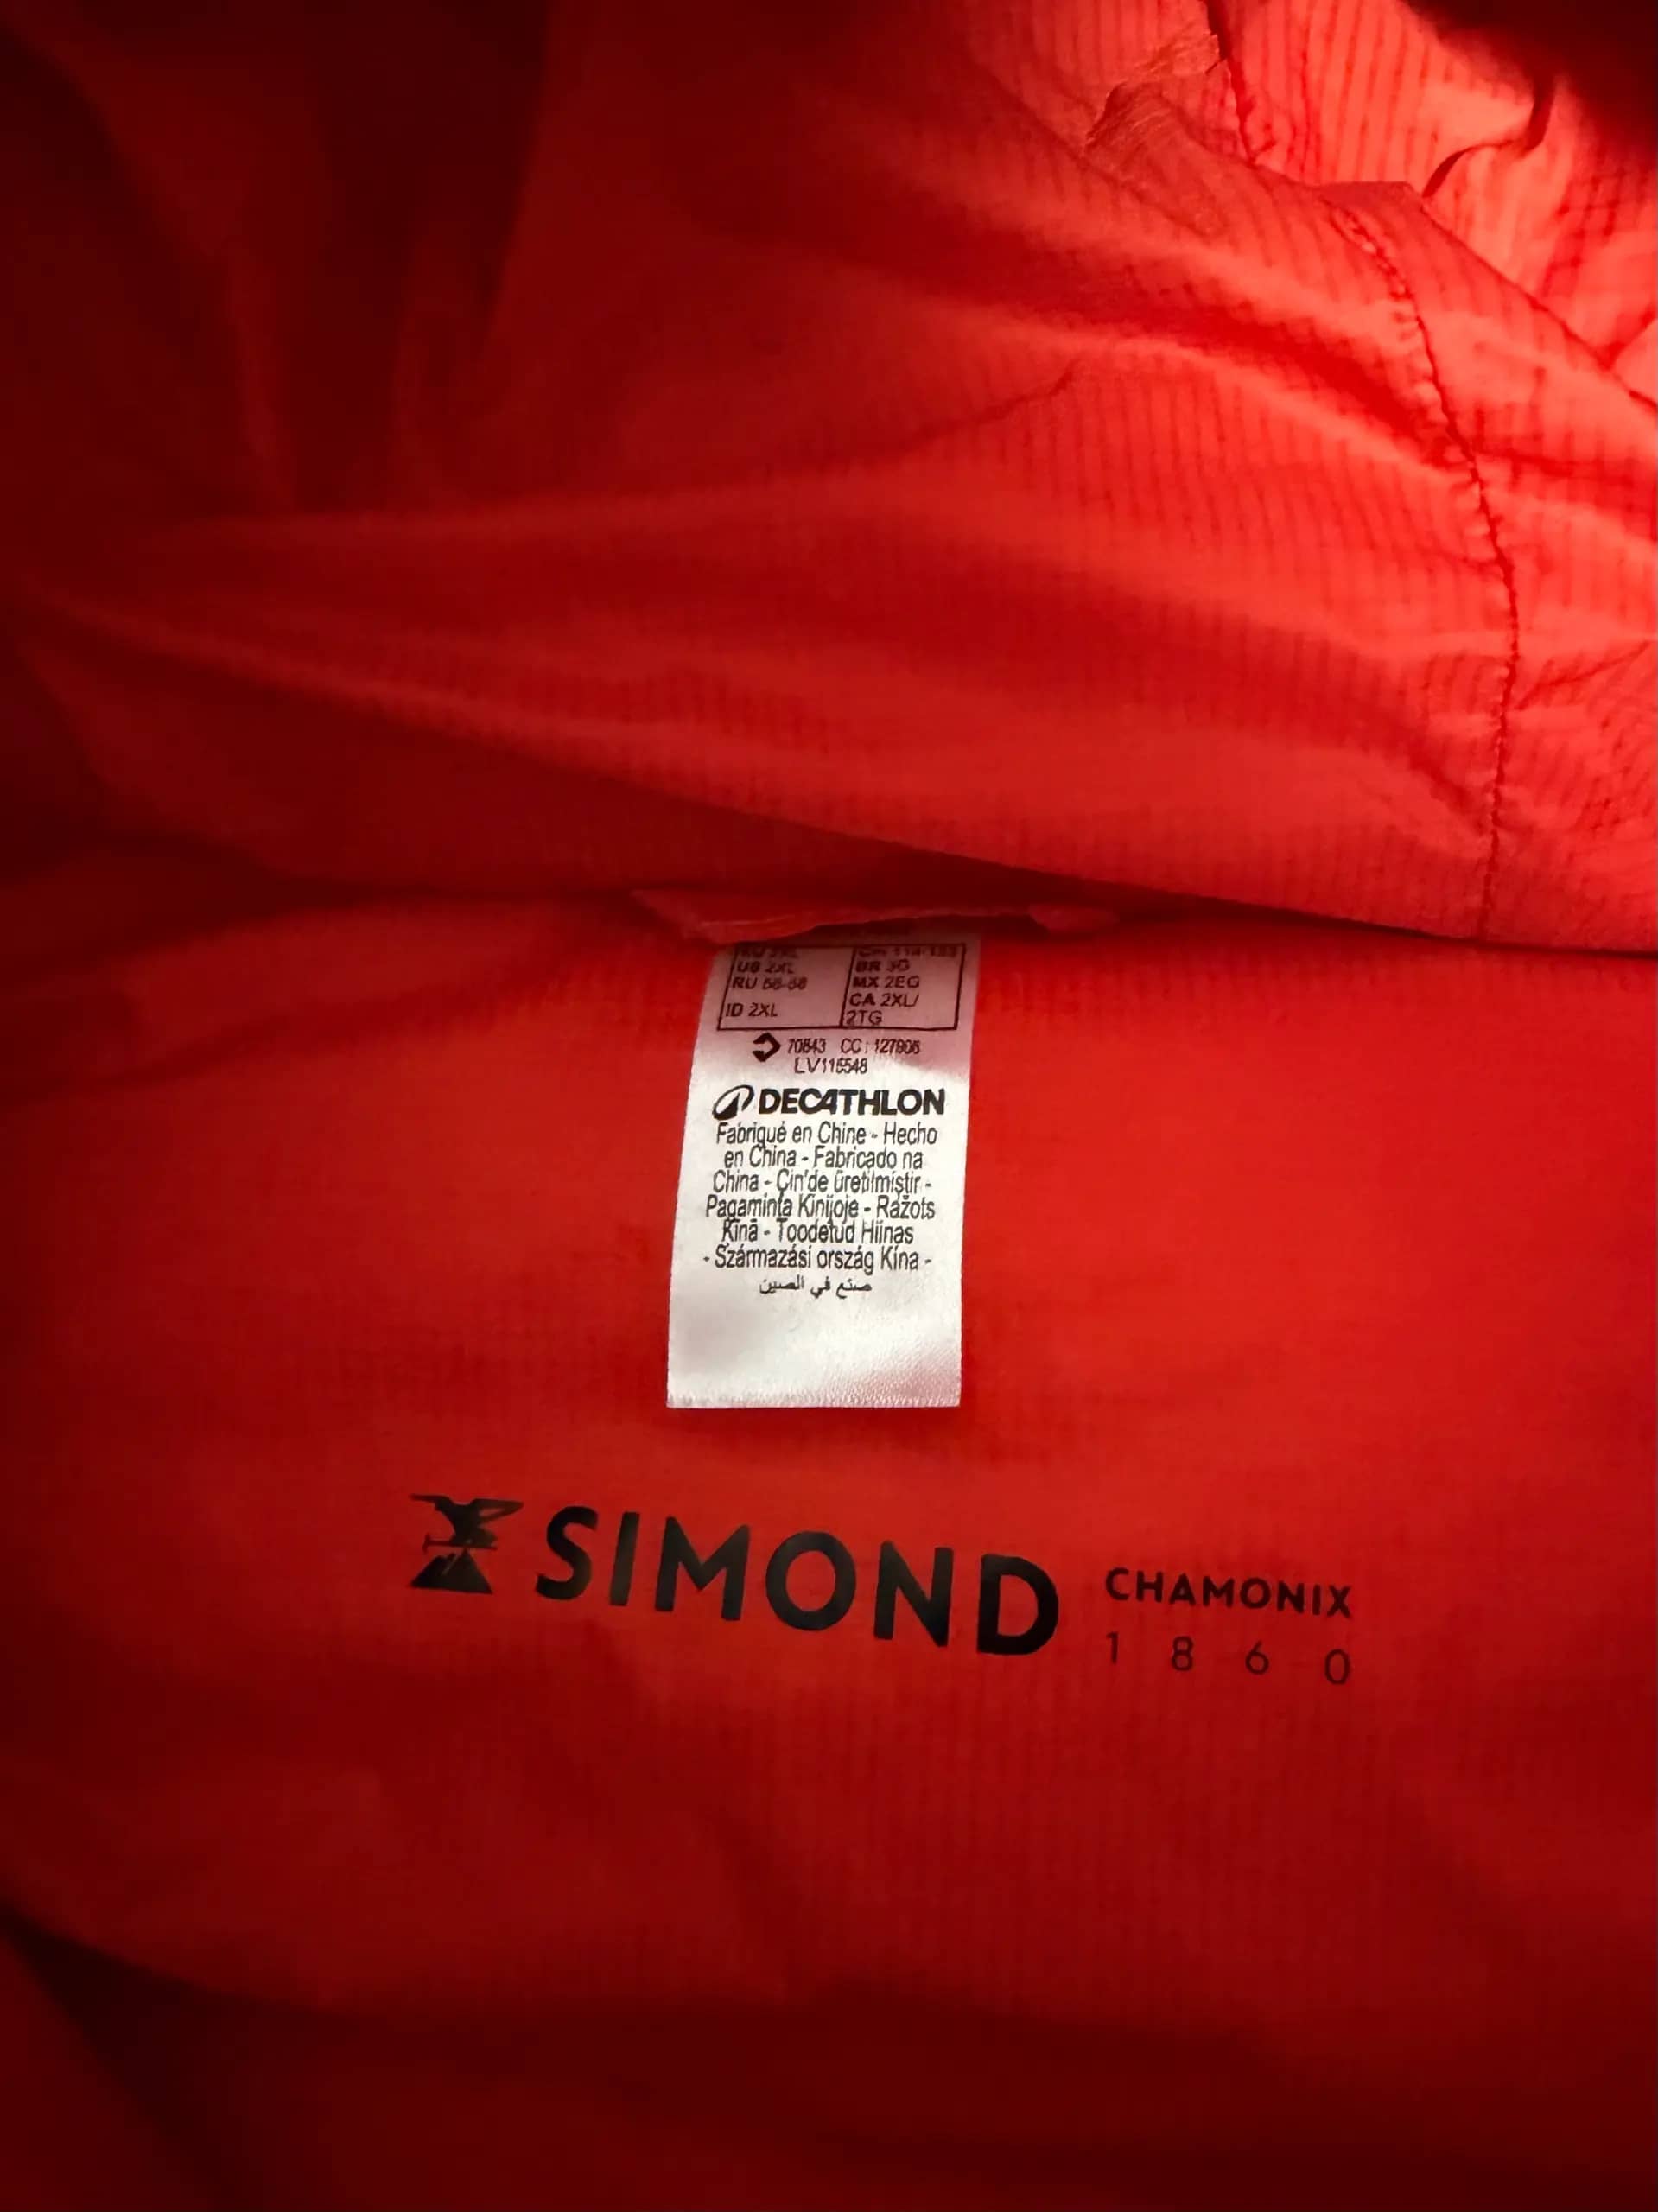 US 2XL
BR 3G
RU 56-58
MX 2EG
ID 2XL
CA 2XL/
2TG
70843 CC: 127906
LV115548
DECATHLON
Fabriqué en Chine - Hecho
en China - Fabricado na
China - Çin'de üretilmiştir -
Pagaminta Kinijoje - Ražots
Ķīnā - Toodetud Hiinas
- Származási ország Kína -
صنع في الصين
SIMOND
CHAMONIX
1860